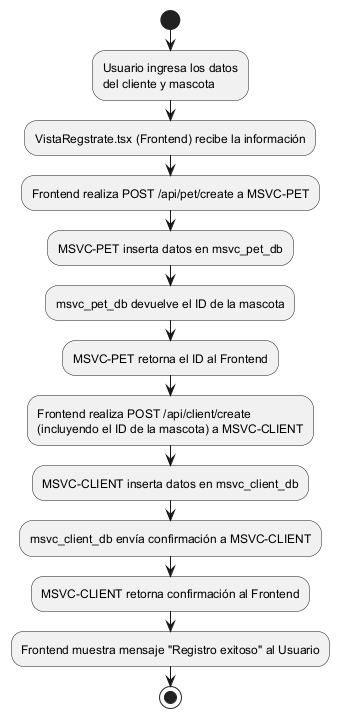 Usuario ingresa los datos
del cliente y mascota
VistaRegstrate.tsx (Frontend) recibe la información
Frontend realiza POST /api/pet/create a MSVC-PET
MSVC-PET inserta datos en msvc_pet_db
msvc_pet_db devuelve el ID de la mascota
MSVC-PET retorna el ID al Frontend
Frontend realiza POST /api/client/create
(incluyendo el ID de la mascota) a MSVC-CLIENT
MSVC-CLIENT inserta datos en msvc_client_db
msvc_client_db envía confirmación a MSVC-CLIENT
MSVC-CLIENT retorna confirmación al Frontend
Frontend muestra mensaje "Registro exitoso" al Usuario